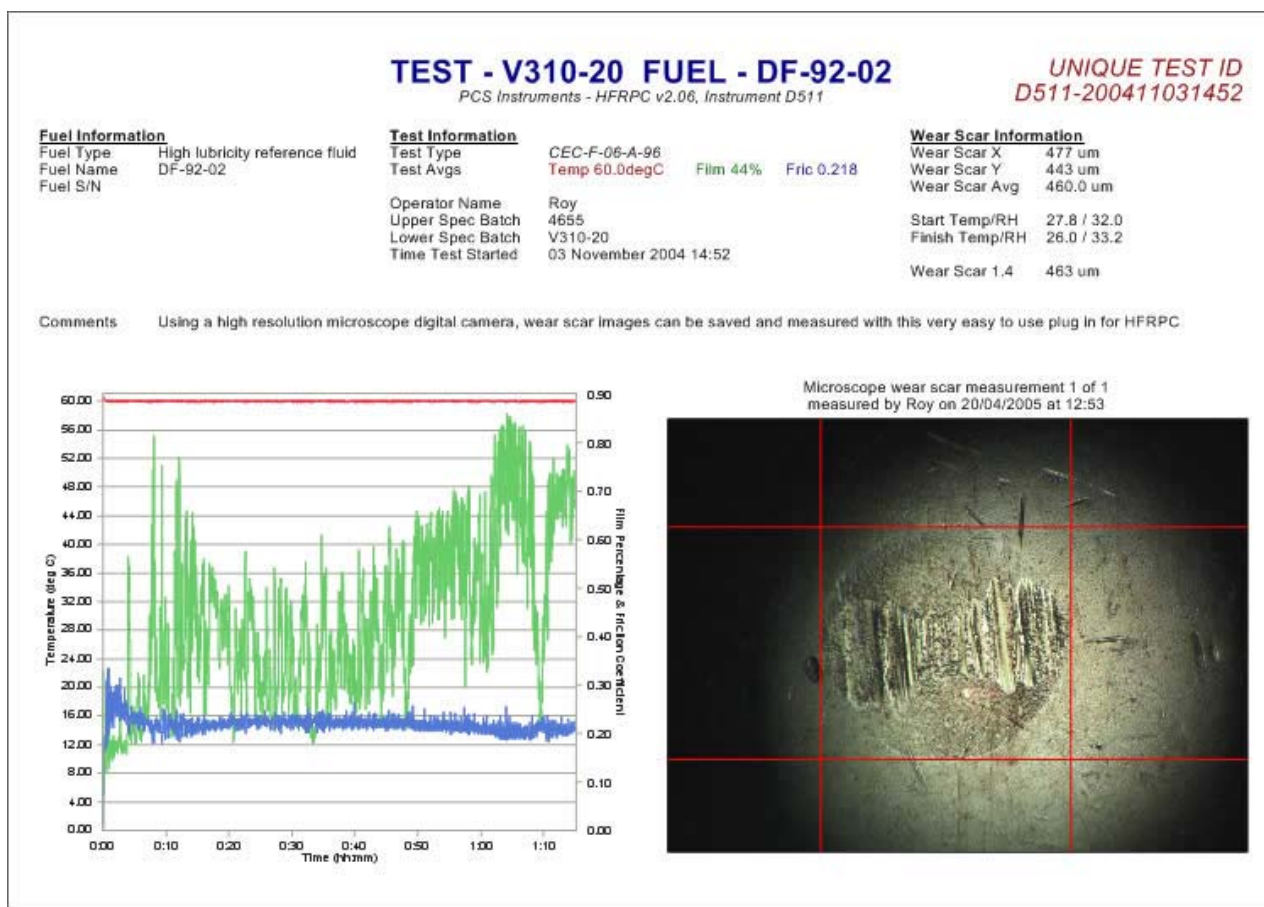 TEST - V310-20 FUEL - DF-92-02
PCS Instruments - HFRPC v2.06, Instrument D511
UNIQUE TEST ID
D511-200411031452
Fuel Information
Fuel Type High lubricity reference fluid
Fuel Name DF-92-02
Fuel S/N
Test Information
Test Type CEC-F-06-A-96
Test Avgs Temp 60.0degC Film 44% Fric 0.218
Operator Name Roy
Upper Spec Batch 4655
Lower Spec Batch V310-20
Time Test Started 03 November 2004 14:52
Wear Scar Information
Wear Scar X 477 um
Wear Scar Y 443 um
Wear Scar Avg 460.0 um
Start Temp/RH 27.8 / 32.0
Finish Temp/RH 26.0 / 33.2
Wear Scar 1.4 463 um
Comments Using a high resolution microscope digital camera, wear scar images can be saved and measured with this very easy to use plug in for HFRPC
Temperature (deg C)
60.00
56.00
52.00
48.00
44.00
40.00
36.00
32.00
28.00
24.00
20.00
16.00
12.00
8.00
4.00
0.00
0.90
0.80
0.70
0.60
0.50
0.40
0.30
0.20
0.10
0.00
Film Percentage & Friction Coefficient
0:00 0:10 0:20 0:30 0:40 0:50 1:00 1:10
Time (hh:mm)
Microscope wear scar measurement 1 of 1
measured by Roy on 20/04/2005 at 12:53